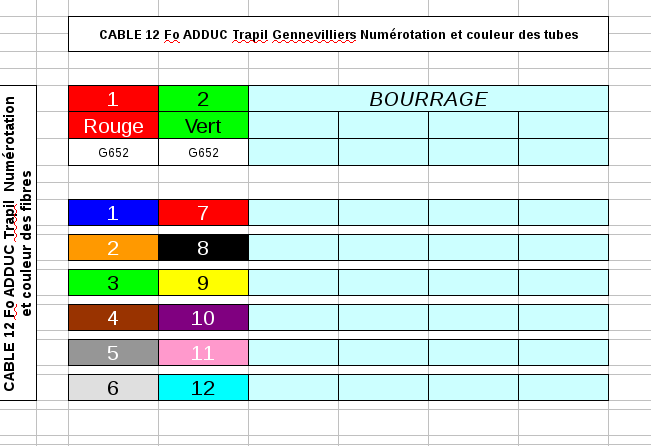 CABLE 12 Fo ADDUC Trapil Gennevilliers Numérotation et couleur des tubes
CABLE 12 Fo ADDUC Trapil Numérotation
et couleur des fibres
1 2 BOURRAGE
Rouge Vert
G652 G652
1 7
2 8
3 9
4 10
5 11
6 12